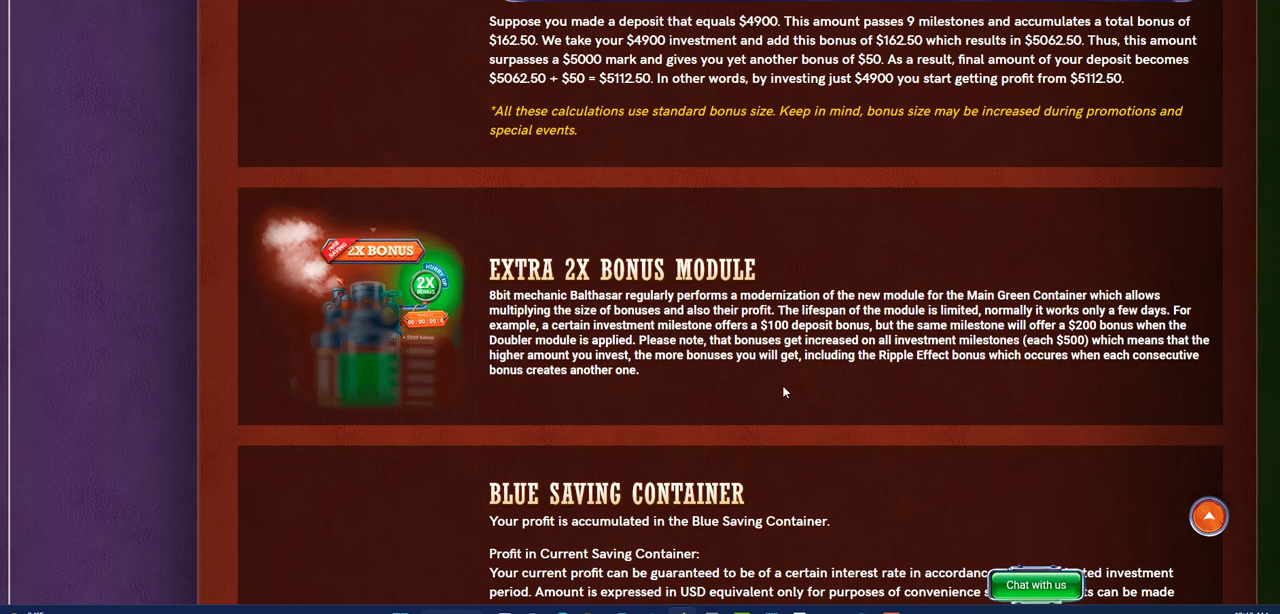 Suppose you made a deposit that equals $4900. This amount passes 9 milestones and accumulates a total bonus of
$162.50. We take your $4900 investment and add this bonus of $162.50 which results in $5062.50. Thus, this amount
surpasses a $5000 mark and gives you yet another bonus of $50. As a result, final amount of your deposit becomes
$5062.50 + $50 = $5112.50. In other words, by investing just $4900 you start getting profit from $5112.50.
*All these calculations use standard bonus size. Keep in mind, bonus size may be increased during promotions and
special events.
2X BONUS
HURRY UP
2X
BONUS
EXTRA 2X BONUS MODULE
8bit mechanic Balthasar regularly performs a modernization of the new module for the Main Green Container which allows
multiplying the size of bonuses and also their profit. The lifespan of the module is limited, normally it works only a few days. For
example, a certain investment milestone offers a $100 deposit bonus, but the same milestone will offer a $200 bonus when the
Doubler module is applied. Please note, that bonuses get increased on all investment milestones (each $500) which means that the
higher amount you invest, the more bonuses you will get, including the Ripple Effect bonus which occures when each consecutive
bonus creates another one.
BLUE SAVING CONTAINER
Your profit is accumulated in the Blue Saving Container.
Profit in Current Saving Container:
Your current profit can be guaranteed to be of a certain interest rate in accordanc ted investment
period. Amount is expressed in USD equivalent only for purposes of convenience s ts can be made
Chat with us